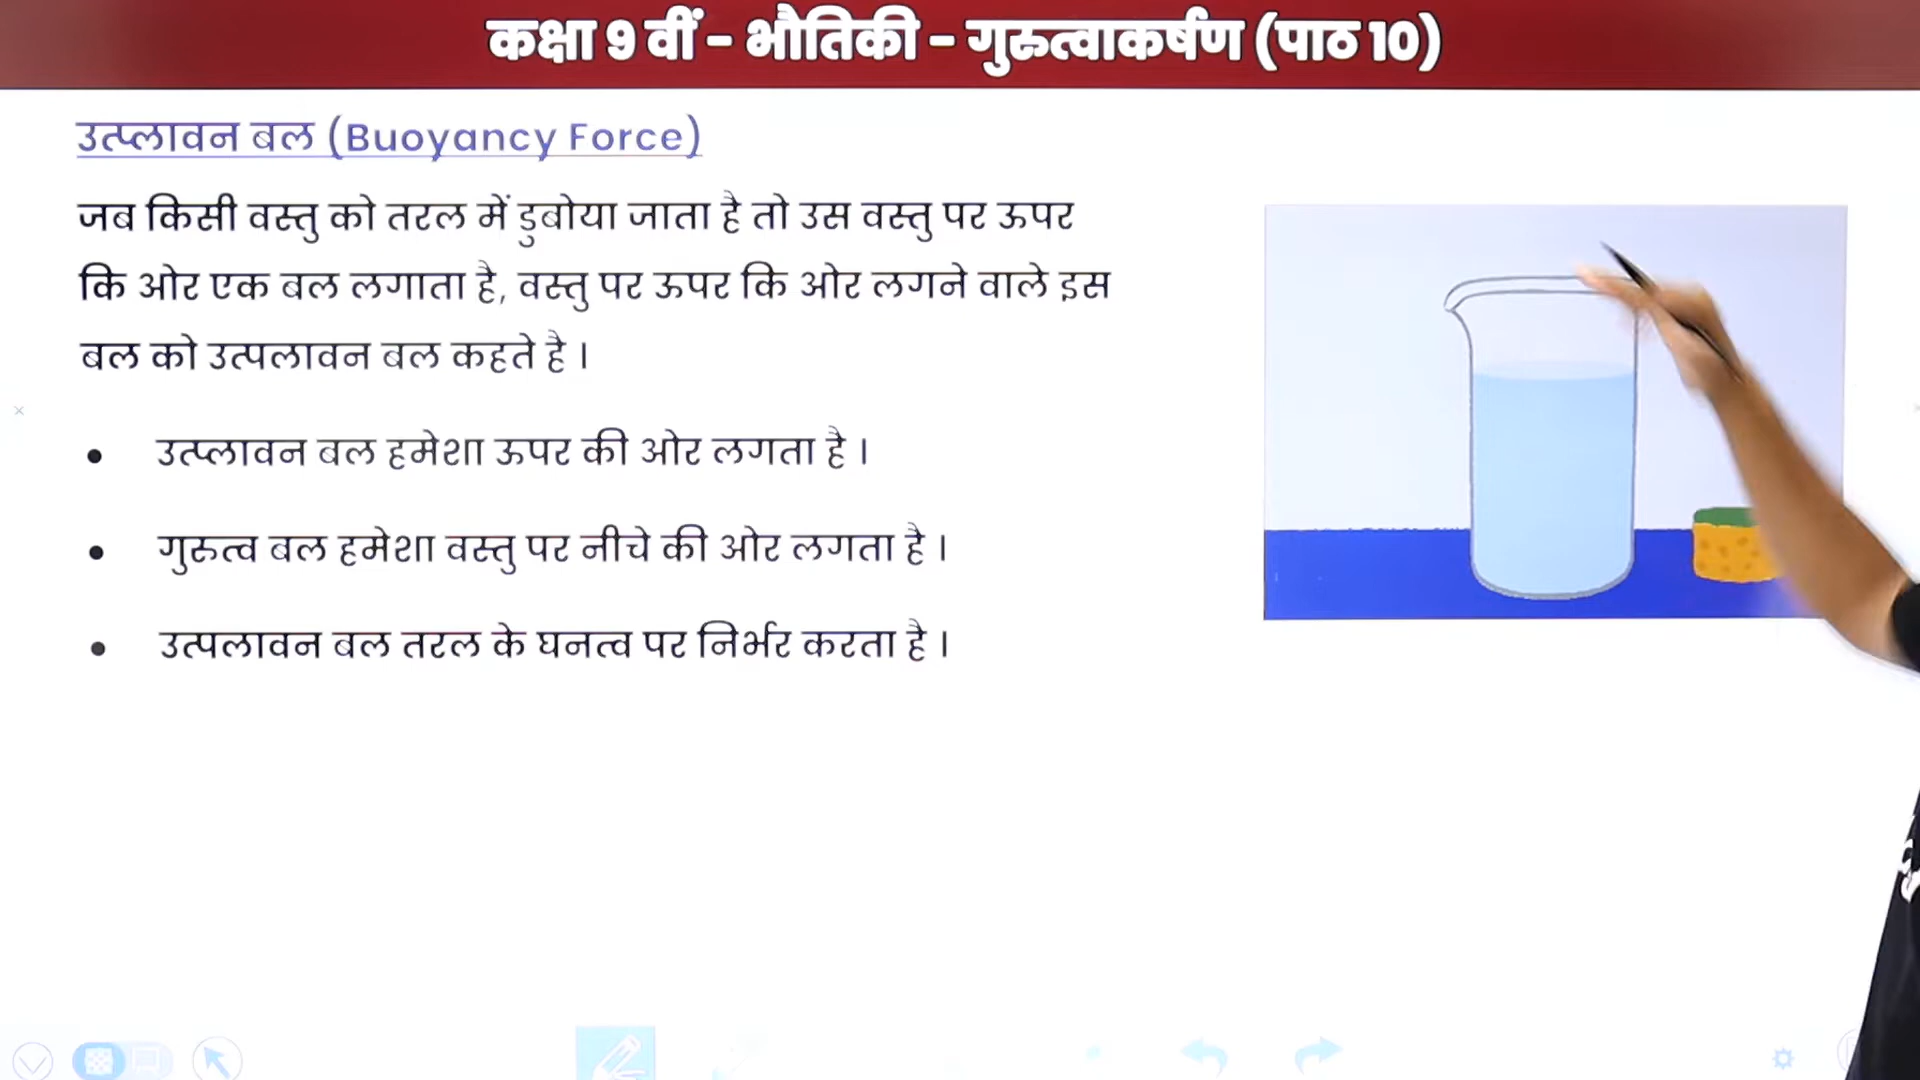 कक्षा 9 वीं - भौतिकी - गुरुत्वाकर्षण (पाठ 10)
उत्प्लावन बल (Buoyancy Force)
जब किसी वस्तु को तरल में डुबोया जाता है तो उस वस्तु पर ऊपर
कि ओर एक बल लगाता है, वस्तु पर ऊपर कि ओर लगने वाले इस
बल को उत्पलावन बल कहते है ।
• उत्प्लावन बल हमेशा ऊपर की ओर लगता है ।
• गुरुत्व बल हमेशा वस्तु पर नीचे की ओर लगता है ।
• उत्पलावन बल तरल के घनत्व पर निर्भर करता है ।